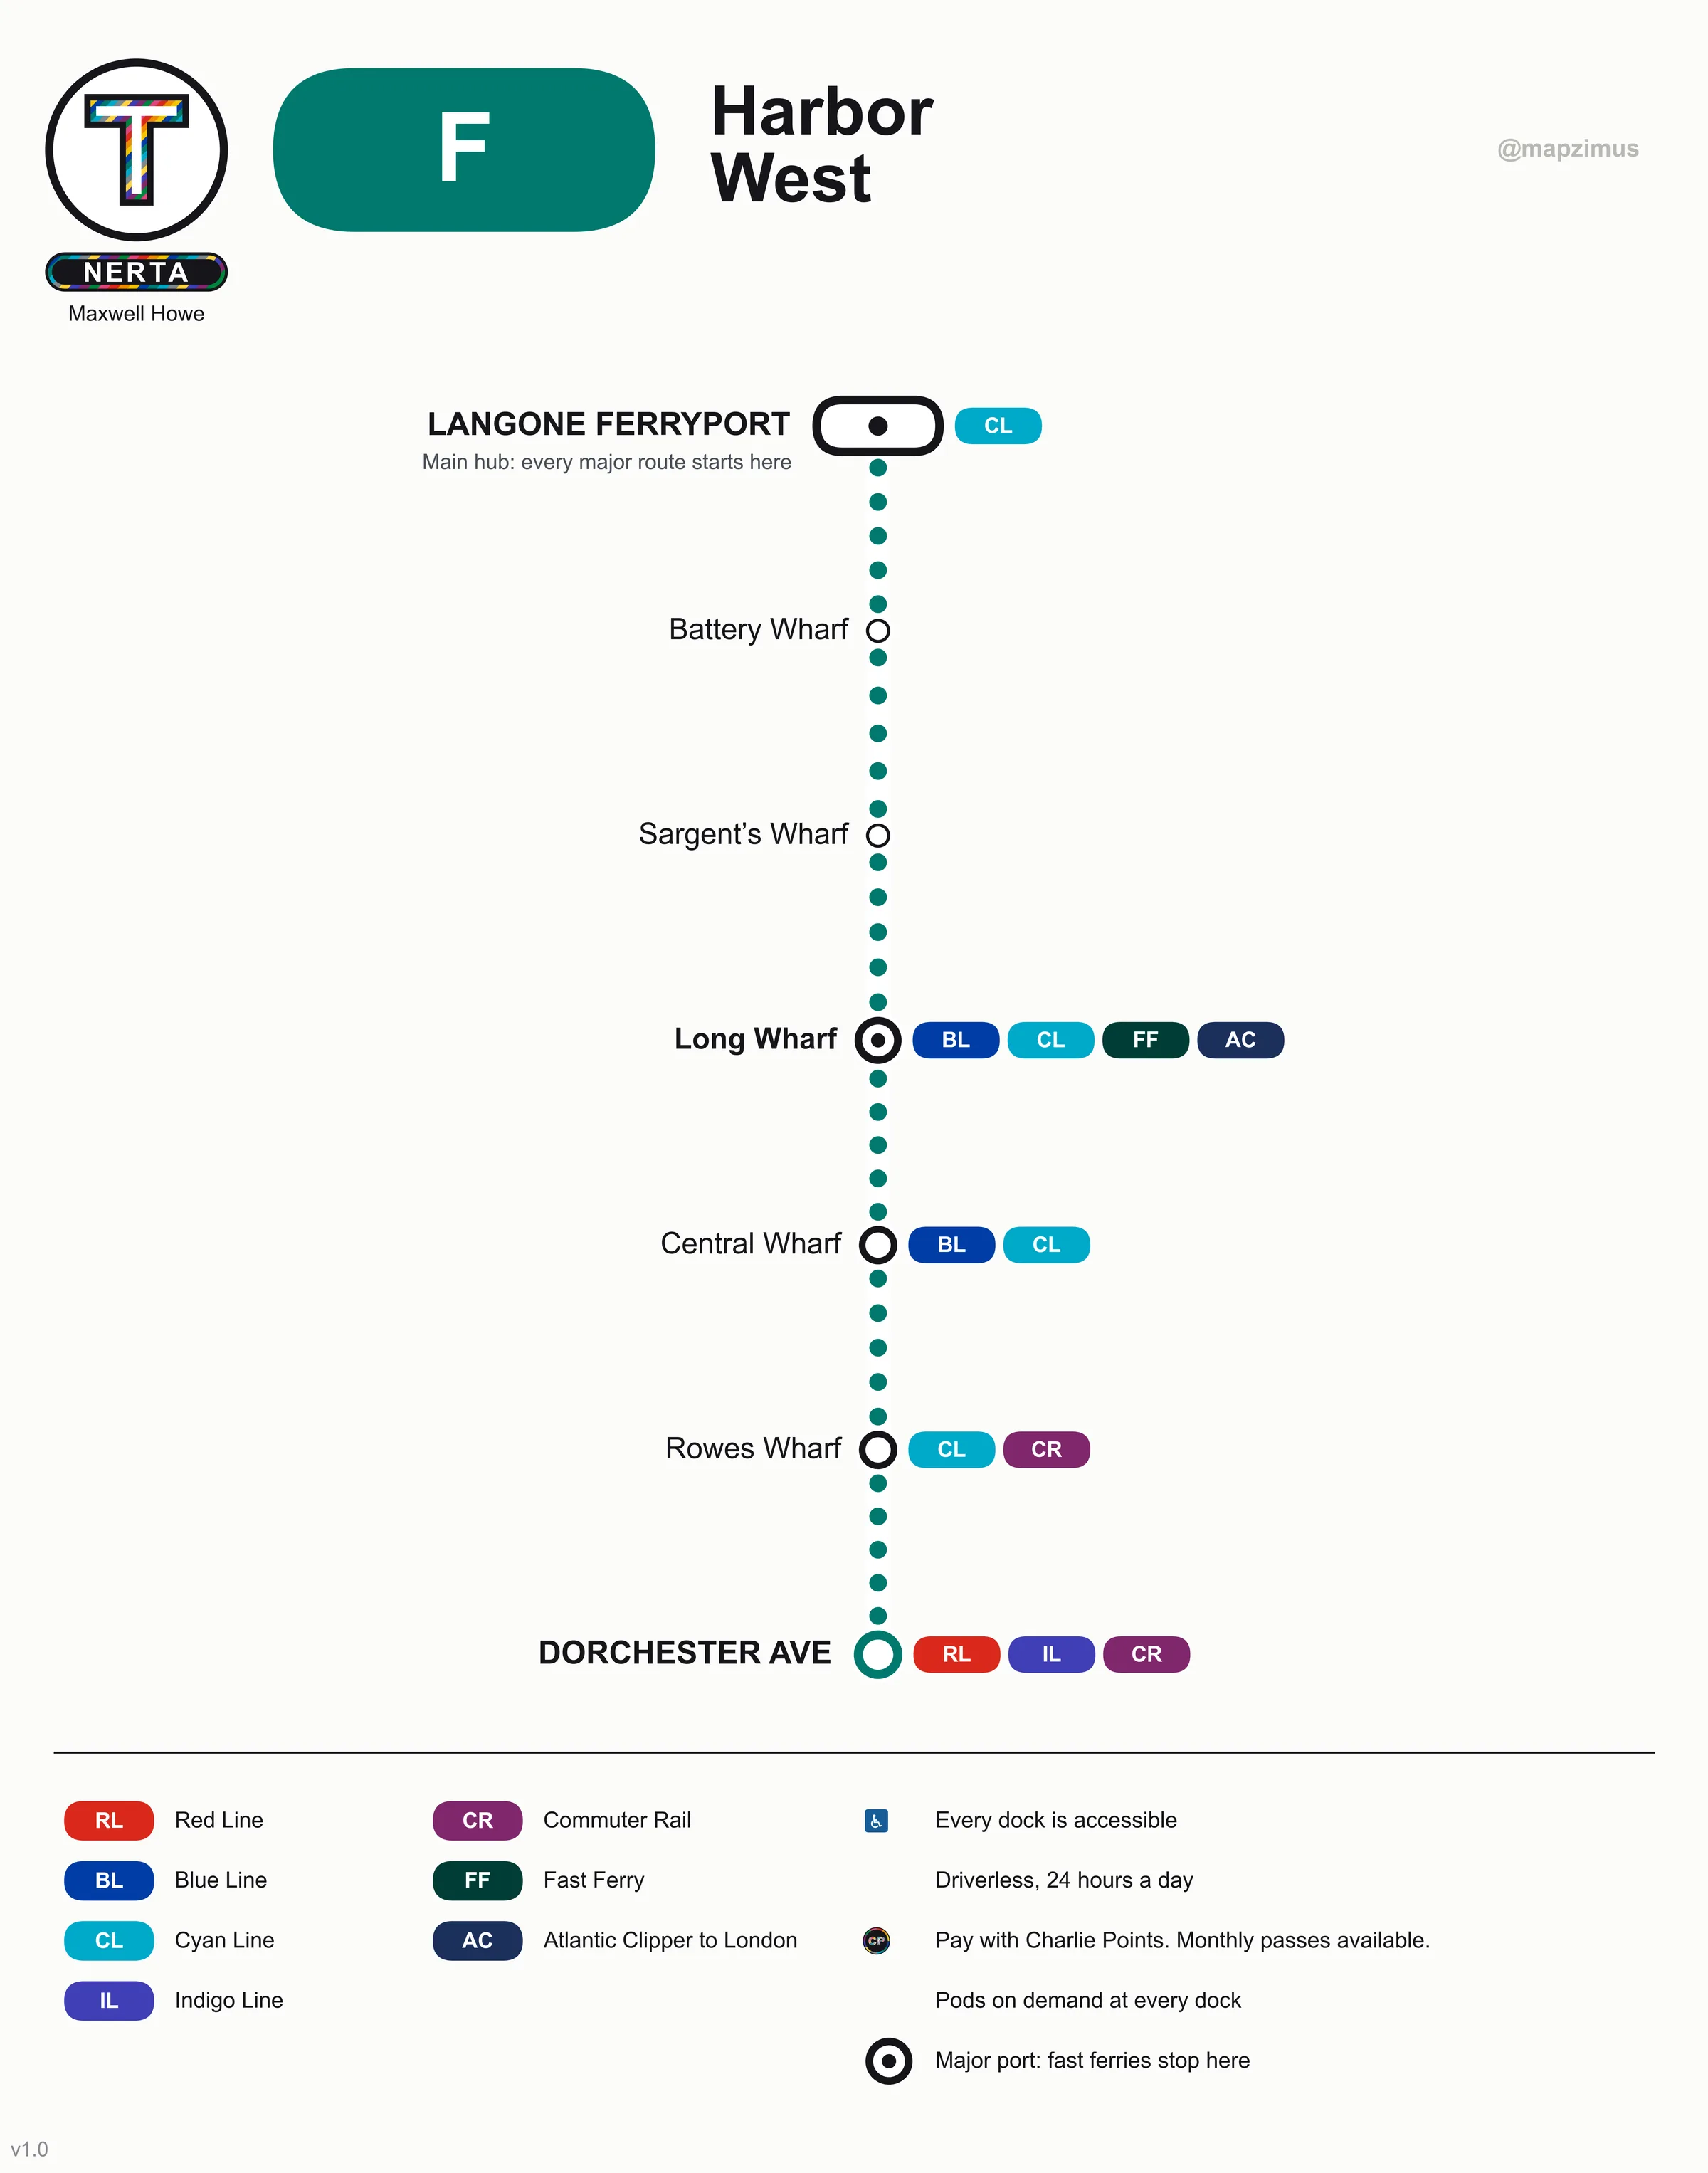 T
F
Harbor
West
@mapzimus
NERTA
Maxwell Howe
LANGONE FERRYPORT
CL
Main hub: every major route starts here
Battery Wharf
Sargent’s Wharf
Long Wharf
BL
CL
FF
AC
Central Wharf
BL
CL
Rowes Wharf
CL
CR
DORCHESTER AVE
RL
IL
CR
RL Red Line
BL Blue Line
CL Cyan Line
IL Indigo Line
CR Commuter Rail
FF Fast Ferry
AC Atlantic Clipper to London
Every dock is accessible
Driverless, 24 hours a day
CP Pay with Charlie Points. Monthly passes available.
Pods on demand at every dock
Major port: fast ferries stop here
v1.0